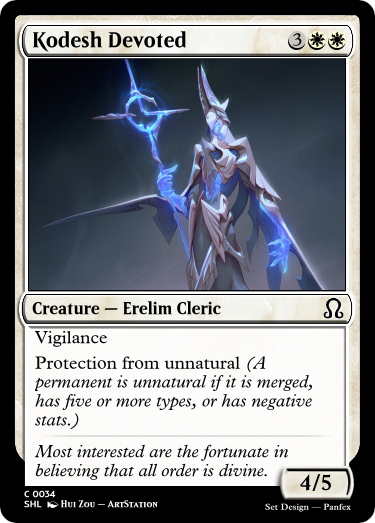 Kodesh Devoted 3
Creature — Erelim Cleric
Vigilance
Protection from unnatural (A
permanent is unnatural if it is merged,
has five or more types, or has negative
stats.)
Most interested are the fortunate in
believing that all order is divine.
4/5
C 0034
SHL Hui Zou — ArtStation
Set Design — Panfex